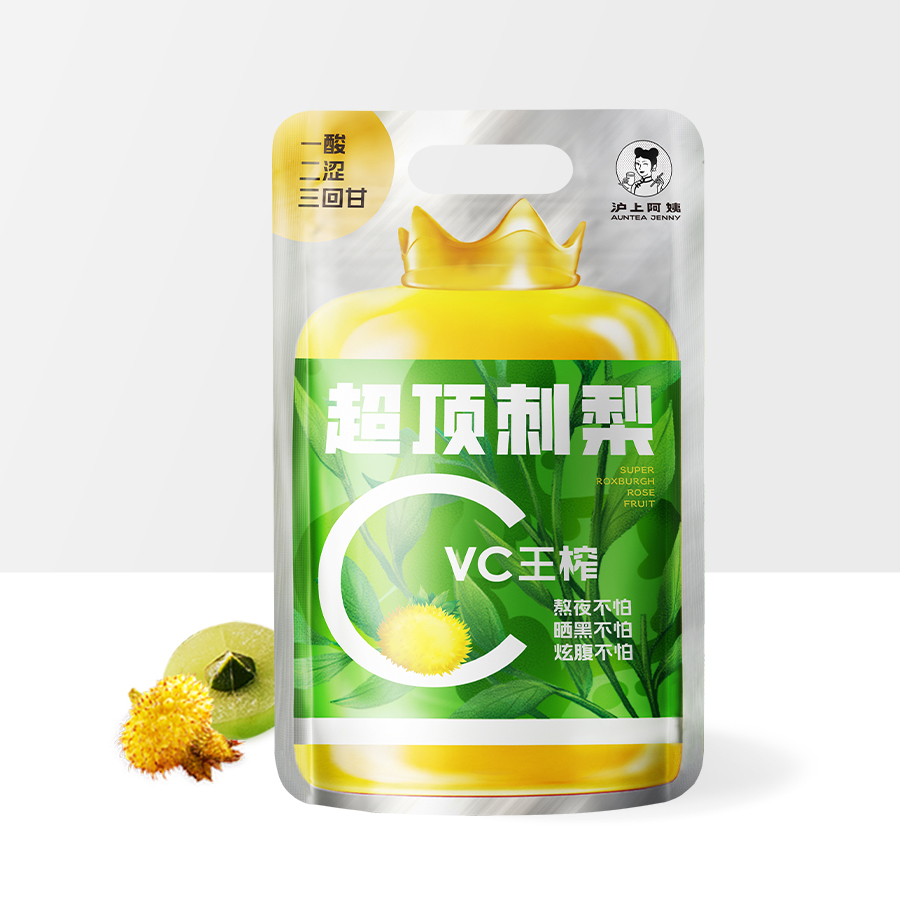 一酸
二涩
三回甘
沪上阿姨
AUNTEA JENNY
超顶刺梨
SUPER
ROXBURGH
ROSE
FRUIT
C
VC王榨
熬夜不怕
晒黑不怕
炫腹不怕